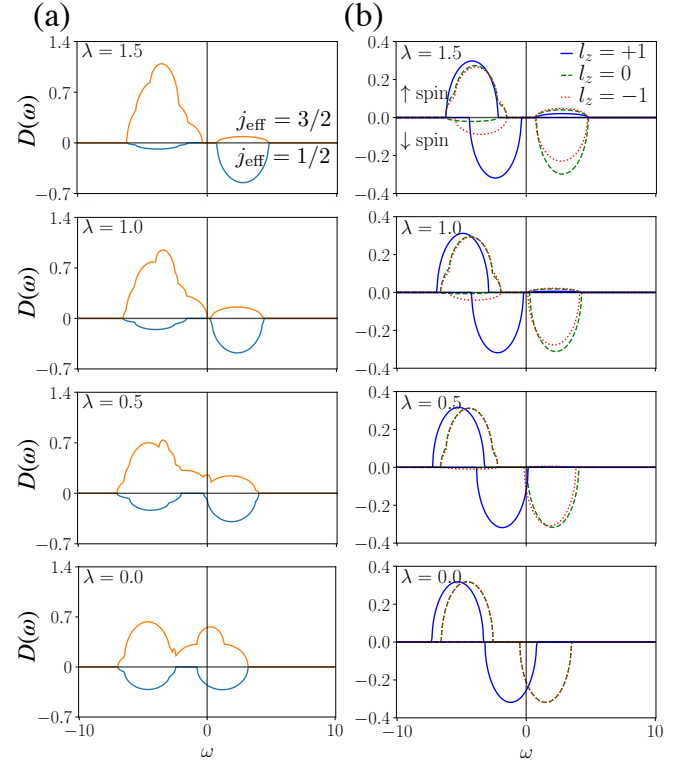 (a)
(b)
1.4
λ = 1.5
0.7
0
−0.7
D(ω)
j_eff = 3/2
j_eff = 1/2
0.4
λ = 1.5
0.2
0.0
−0.2
−0.4
↑ spin
↓ spin
l_z = +1
l_z = 0
l_z = −1
1.4
λ = 1.0
0.7
0
−0.7
D(ω)
0.4
λ = 1.0
0.2
0.0
−0.2
−0.4
1.4
λ = 0.5
0.7
0
−0.7
D(ω)
0.4
λ = 0.5
0.2
0.0
−0.2
−0.4
1.4
λ = 0.0
0.7
0
−0.7
D(ω)
−10
0
10
ω
0.4
λ = 0.0
0.2
0.0
−0.2
−0.4
−10
0
10
ω